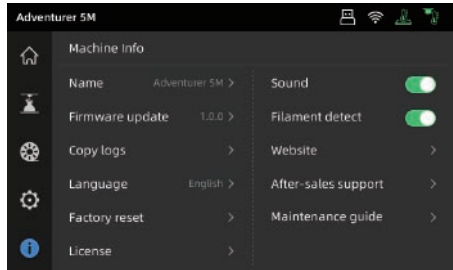 Adventurer 5M
Machine Info
Name Adventurer 5M >
Firmware update 1.0.0 >
Copy logs >
Language English >
Factory reset >
License >
Sound
Filament detect
Website >
After-sales support >
Maintenance guide >